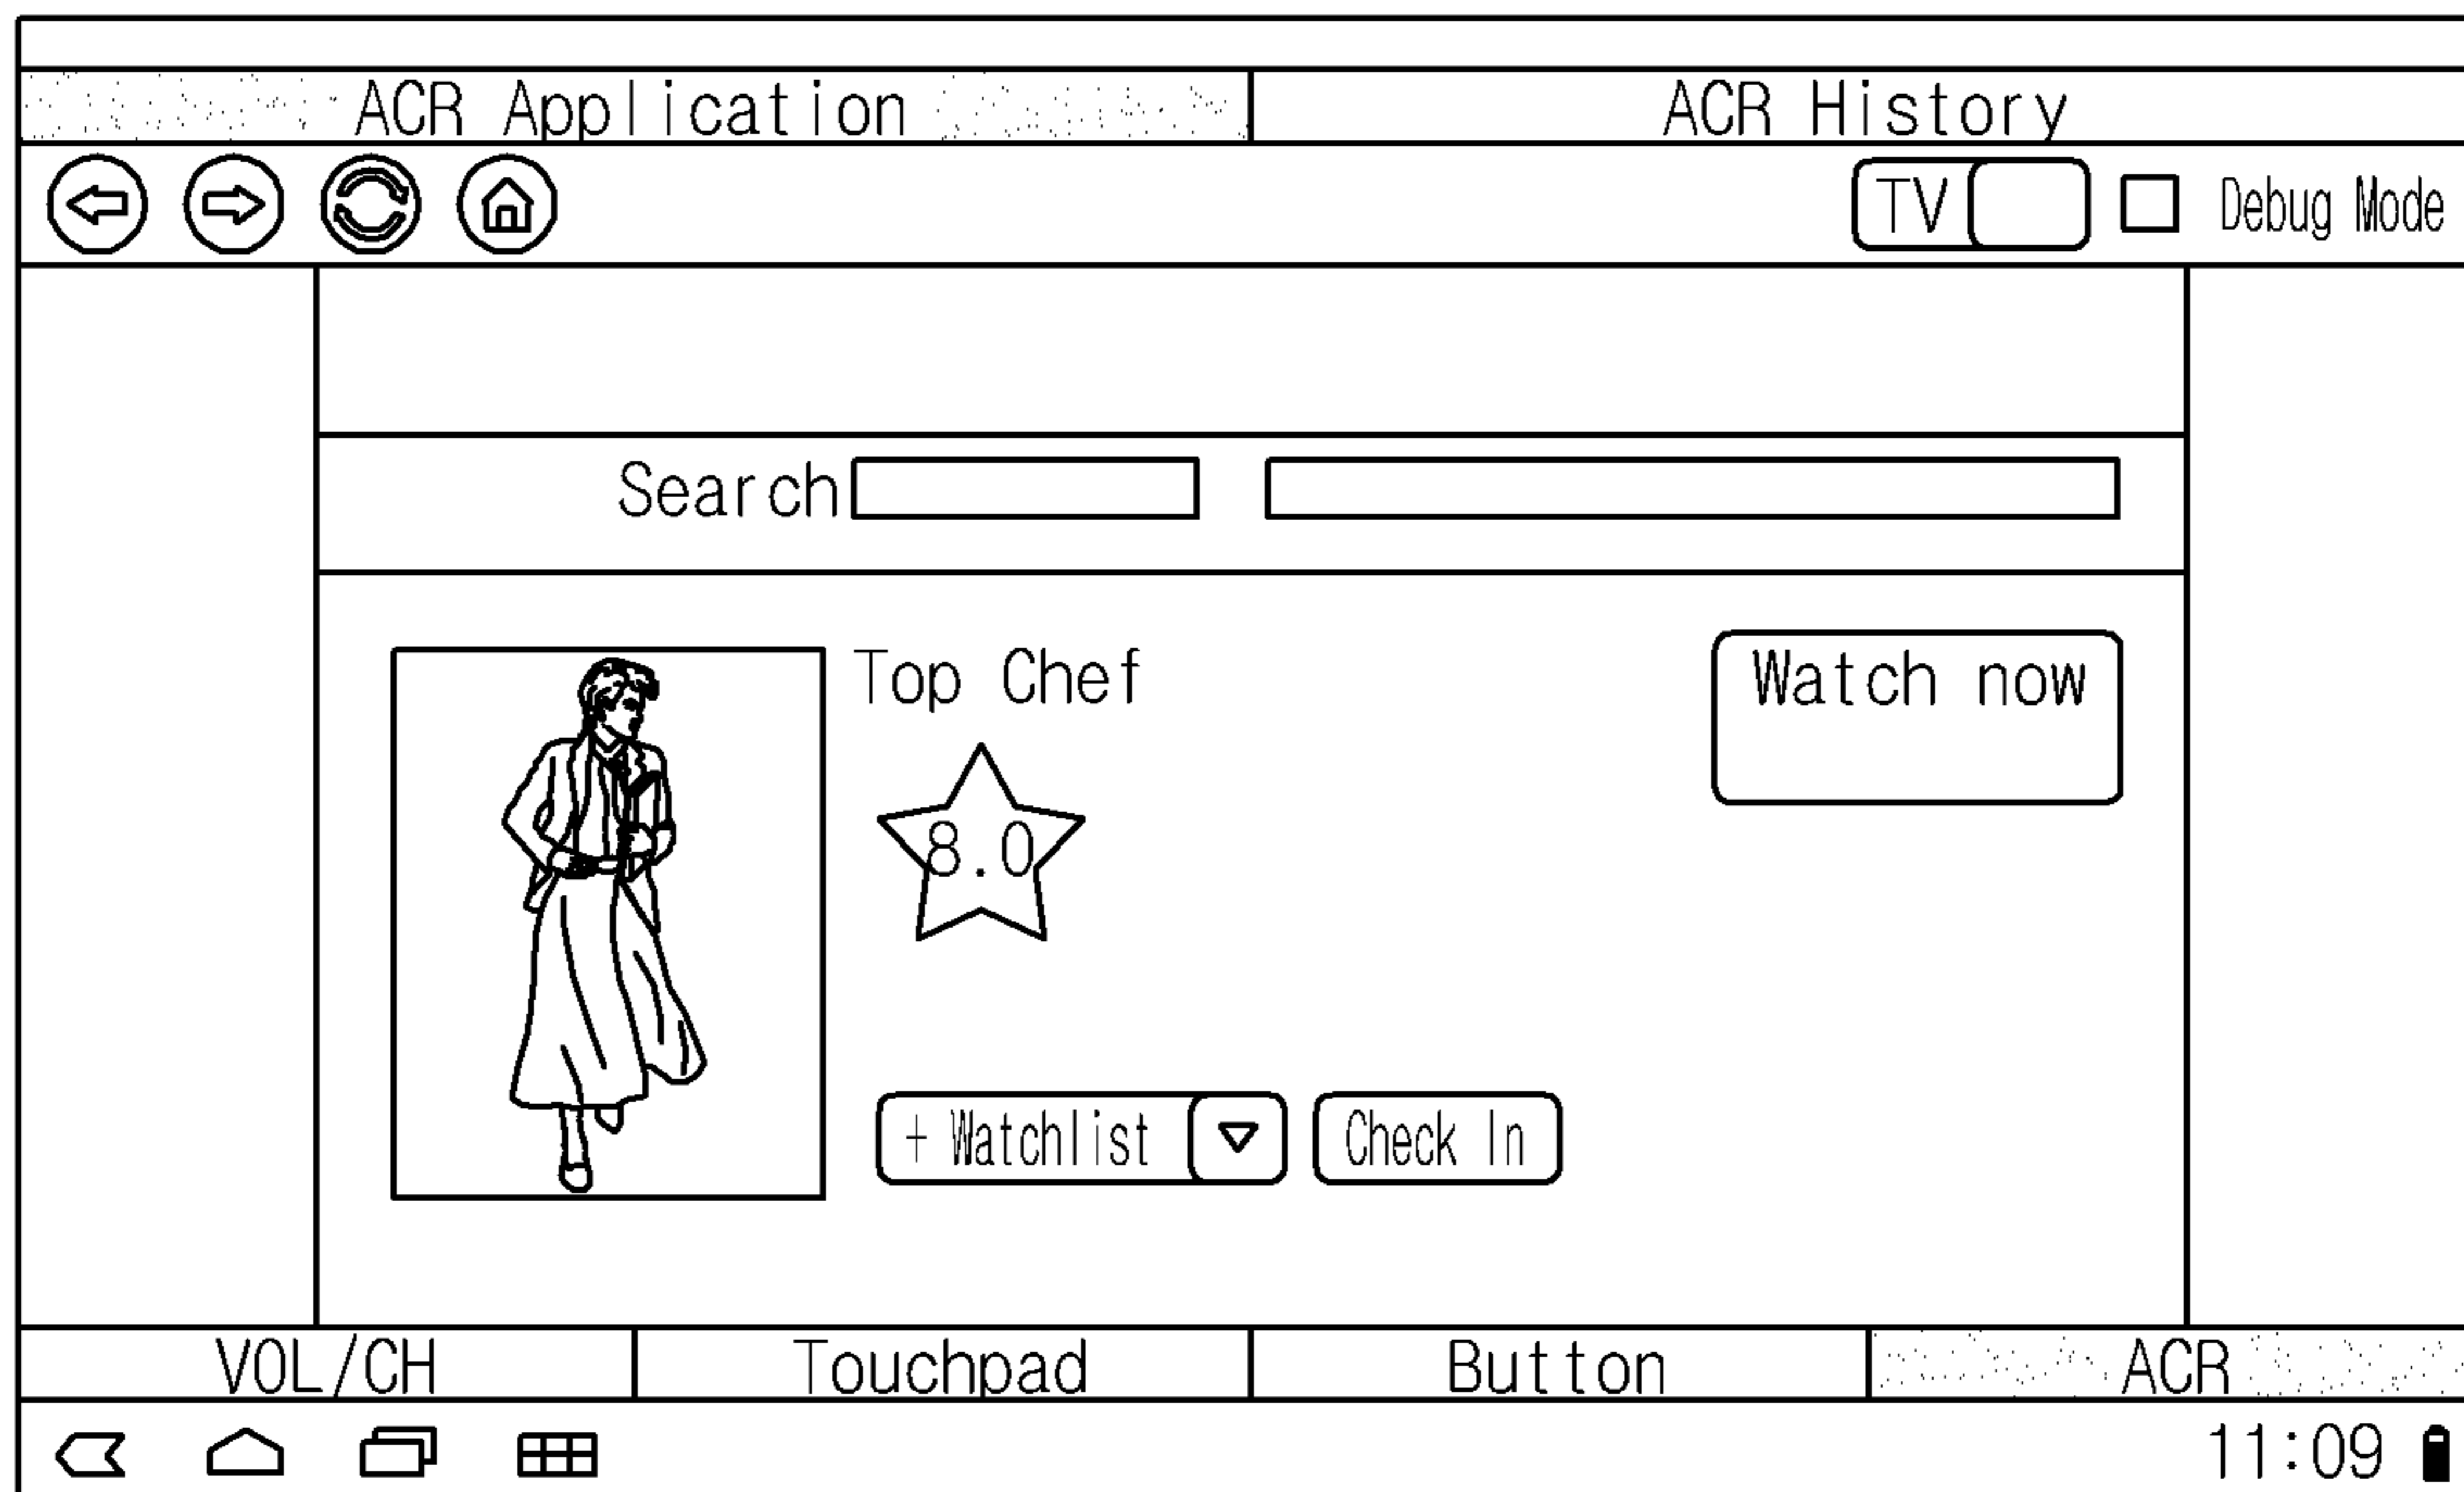 ACR Application ACR History
TV Debug Mode
Search
Top Chef Watch now
8.0
+ Watchlist Check In
VOL/CH Touchpad Button ACR
11:09